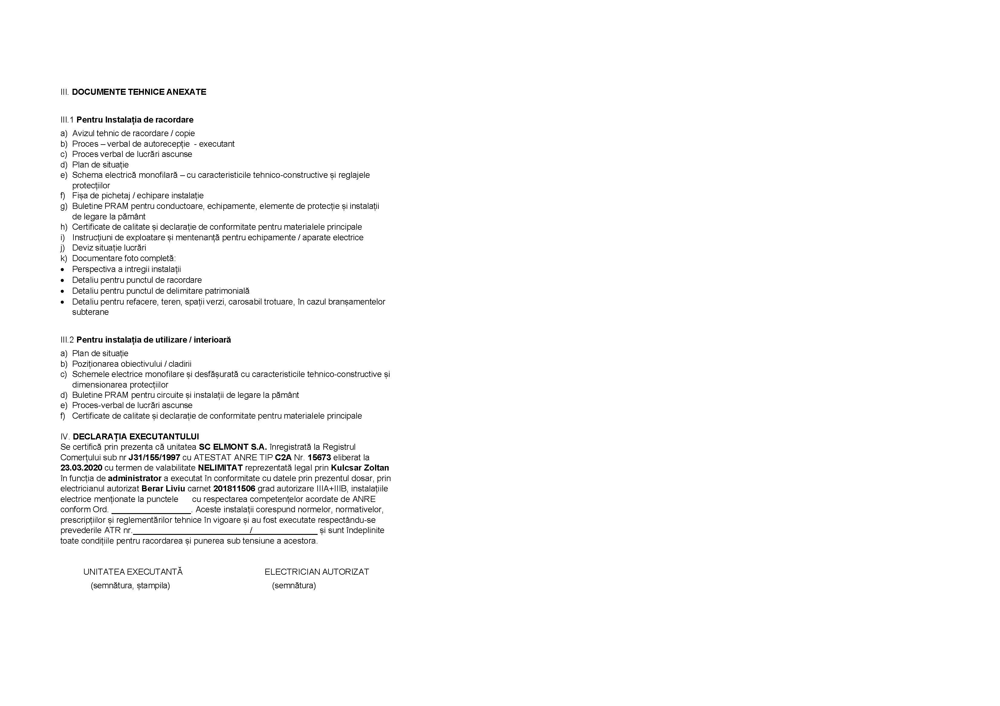 III. DOCUMENTE TEHNICE ANEXATE
III.1 Pentru Instalația de racordare
a) Avizul tehnic de racordare / copie
b) Proces – verbal de autorecepție - executant
c) Proces verbal de lucrări ascunse
d) Plan de situație
e) Schema electrică monofilară – cu caracteristicile tehnico-constructive și reglajele
protecțiilor
f) Fișa de pichetaj / echipare instalație
g) Buletine PRAM pentru conductoare, echipamente, elemente de protecție și instalații
de legare la pământ
h) Certificate de calitate și declarație de conformitate pentru materialele principale
i) Instrucțiuni de exploatare și mentenanță pentru echipamente / aparate electrice
j) Deviz situație lucrări
k) Documentare foto completă:
• Perspectiva a intregii instalații
• Detaliu pentru punctul de racordare
• Detaliu pentru punctul de delimitare patrimonială
• Detaliu pentru refacere, teren, spații verzi, carosabil trotuare, în cazul branșamentelor
subterane
III.2 Pentru instalația de utilizare / interioară
a) Plan de situație
b) Poziționarea obiectivului / cladirii
c) Schemele electrice monofilare și desfășurată cu caracteristicile tehnico-constructive și
dimensionarea protecțiilor
d) Buletine PRAM pentru circuite și instalații de legare la pământ
e) Proces-verbal de lucrări ascunse
f) Certificate de calitate și declarație de conformitate pentru materialele principale
IV. DECLARAȚIA EXECUTANTULUI
Se certifică prin prezenta că unitatea SC ELMONT S.A. înregistrată la Registrul
Comerțului sub nr J31/155/1997 cu ATESTAT ANRE TIP C2A Nr. 15673 eliberat la
23.03.2020 cu termen de valabilitate NELIMITAT reprezentată legal prin Kulcsar Zoltan
în funcția de administrator a executat în conformitate cu datele prin prezentul dosar, prin
electricianul autorizat Berar Liviu carnet 201811506 grad autorizare IIIA+IIIB, instalațiile
electrice menționate la punctele cu respectarea competențelor acordate de ANRE
conform Ord. _________________. Aceste instalații corespund normelor, normativelor,
prescripțiilor și reglementărilor tehnice în vigoare și au fost executate respectându-se
prevederile ATR nr._________________________/______________ și sunt îndeplinite
toate condițiile pentru racordarea și punerea sub tensiune a acestora.
UNITATEA EXECUTANTĂ ELECTRICIAN AUTORIZAT
(semnătura, ștampila) (semnătura)